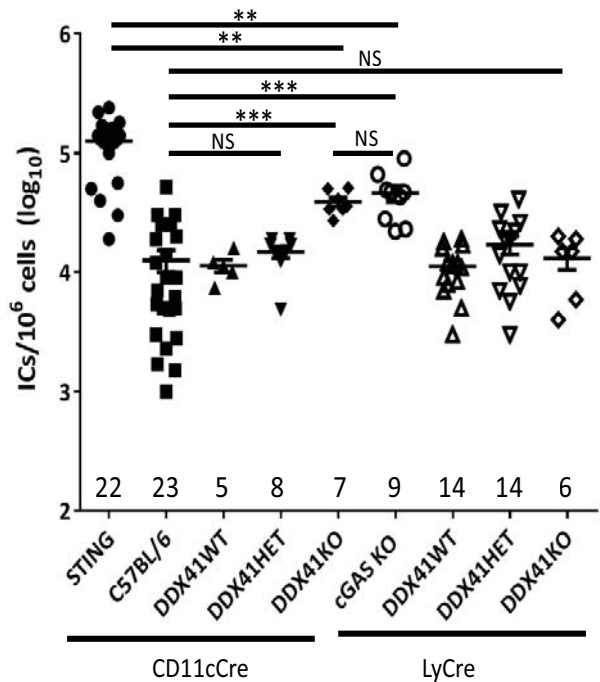 **
**
NS
***
***
NS
NS
6
5
4
3
2
ICs/10⁶ cells (log₁₀)
22 23 5 8 7 9 14 14 6
STING
C57BL/6
DDX41WT
DDX41HET
DDX41KO
cGAS KO
DDX41WT
DDX41HET
DDX41KO
CD11cCre LyCre